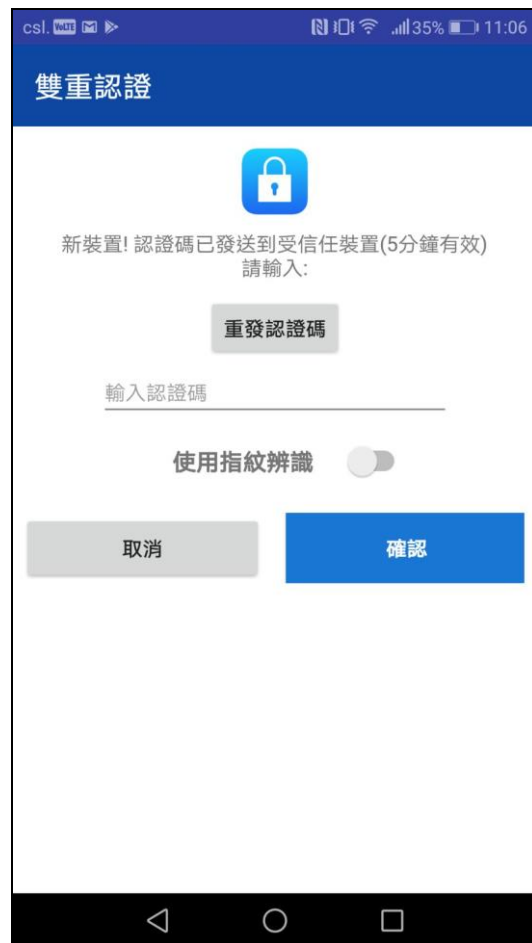 csl. VoLTE 35% 11:06
雙重認證
新裝置! 認證碼已發送到受信任裝置(5分鐘有效)
請輸入:
重發認證碼
輸入認證碼
使用指紋辨識
取消 確認